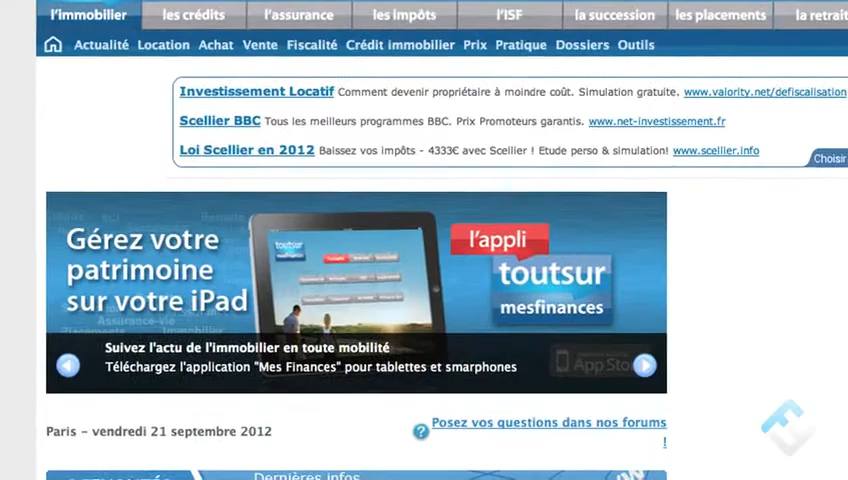 l'immobilier les crédits l'assurance les impôts l'ISF la succession les placements la retrait
Actualité Location Achat Vente Fiscalité Crédit immobilier Prix Pratique Dossiers Outils
Investissement Locatif Comment devenir propriétaire à moindre coût. Simulation gratuite. www.valority.net/defiscalisation
Scellier BBC Tous les meilleurs programmes BBC. Prix Promoteurs garantis. www.net-investissement.fr
Loi Scellier en 2012 Baissez vos impôts - 4333€ avec Scellier ! Etude perso & simulation! www.scellier.info
Choisir
Gérez votre
patrimoine
sur votre iPad
l'appli
toutsur
mesfinances
toutsur
mesfinances
Suivez l'actu de l'immobilier en toute mobilité
Téléchargez l'application "Mes Finances" pour tablettes et smarphones
App Sto
Paris - vendredi 21 septembre 2012
? Posez vos questions dans nos forums
!
Dernières infos